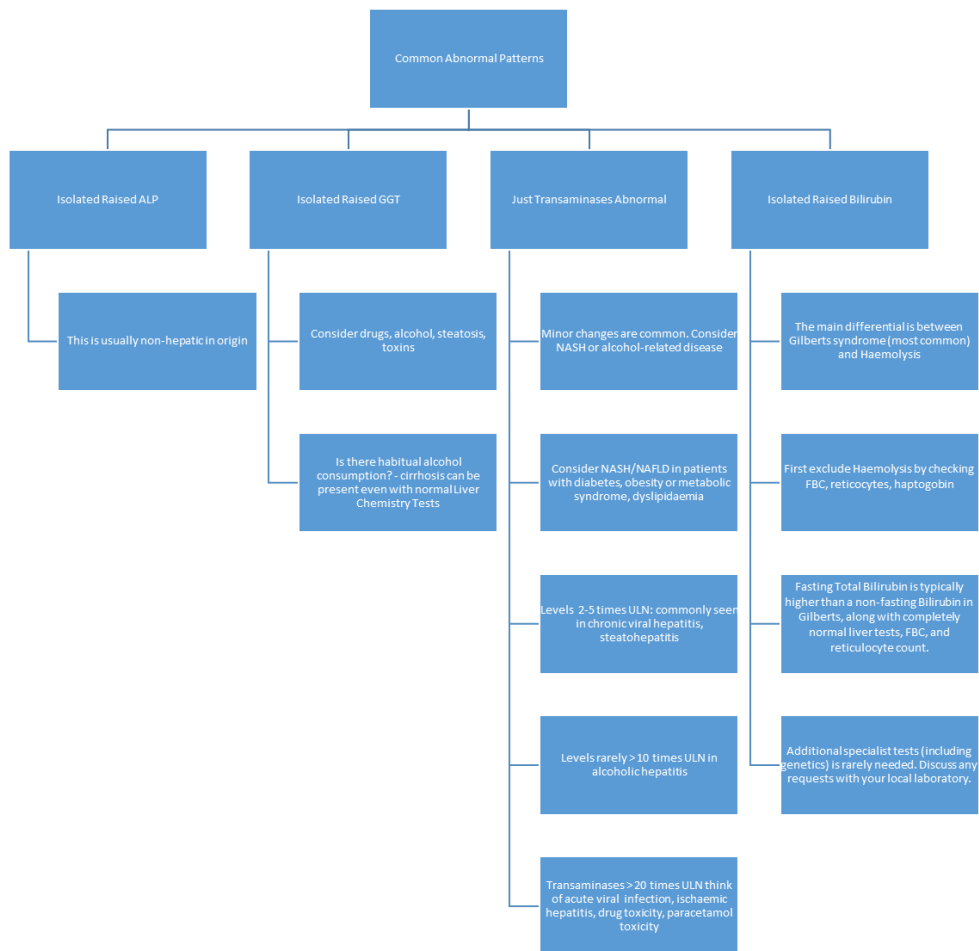 Common Abnormal Patterns
Isolated Raised ALP
This is usually non-hepatic in origin
Isolated Raised GGT
Consider drugs, alcohol, steatosis,
toxins
Is there habitual alcohol
consumption? - cirrhosis can be
present even with normal Liver
Chemistry Tests
Just Transaminases Abnormal
Minor changes are common. Consider
NASH or alcohol-related disease
Consider NASH/NAFLD in patients
with diabetes, obesity or metabolic
syndrome, dyslipidaemia
Levels 2-5 times ULN: commonly seen
in chronic viral hepatitis,
steatohepatitis
Levels rarely > 10 times ULN in
alcoholic hepatitis
Transaminases > 20 times ULN think
of acute viral infection, ischaemic
hepatitis, drug toxicity, paracetamol
toxicity
Isolated Raised Bilirubin
The main differential is between
Gilberts syndrome (most common)
and Haemolysis
First exclude Haemolysis by checking
FBC, reticocytes, haptogobin
Fasting Total Bilirubin is typically
higher than a non-fasting Bilirubin in
Gilberts, along with completely
normal liver tests, FBC, and
reticulocyte count.
Additional specialist tests (including
genetics) is rarely needed. Discuss any
requests with your local laboratory.